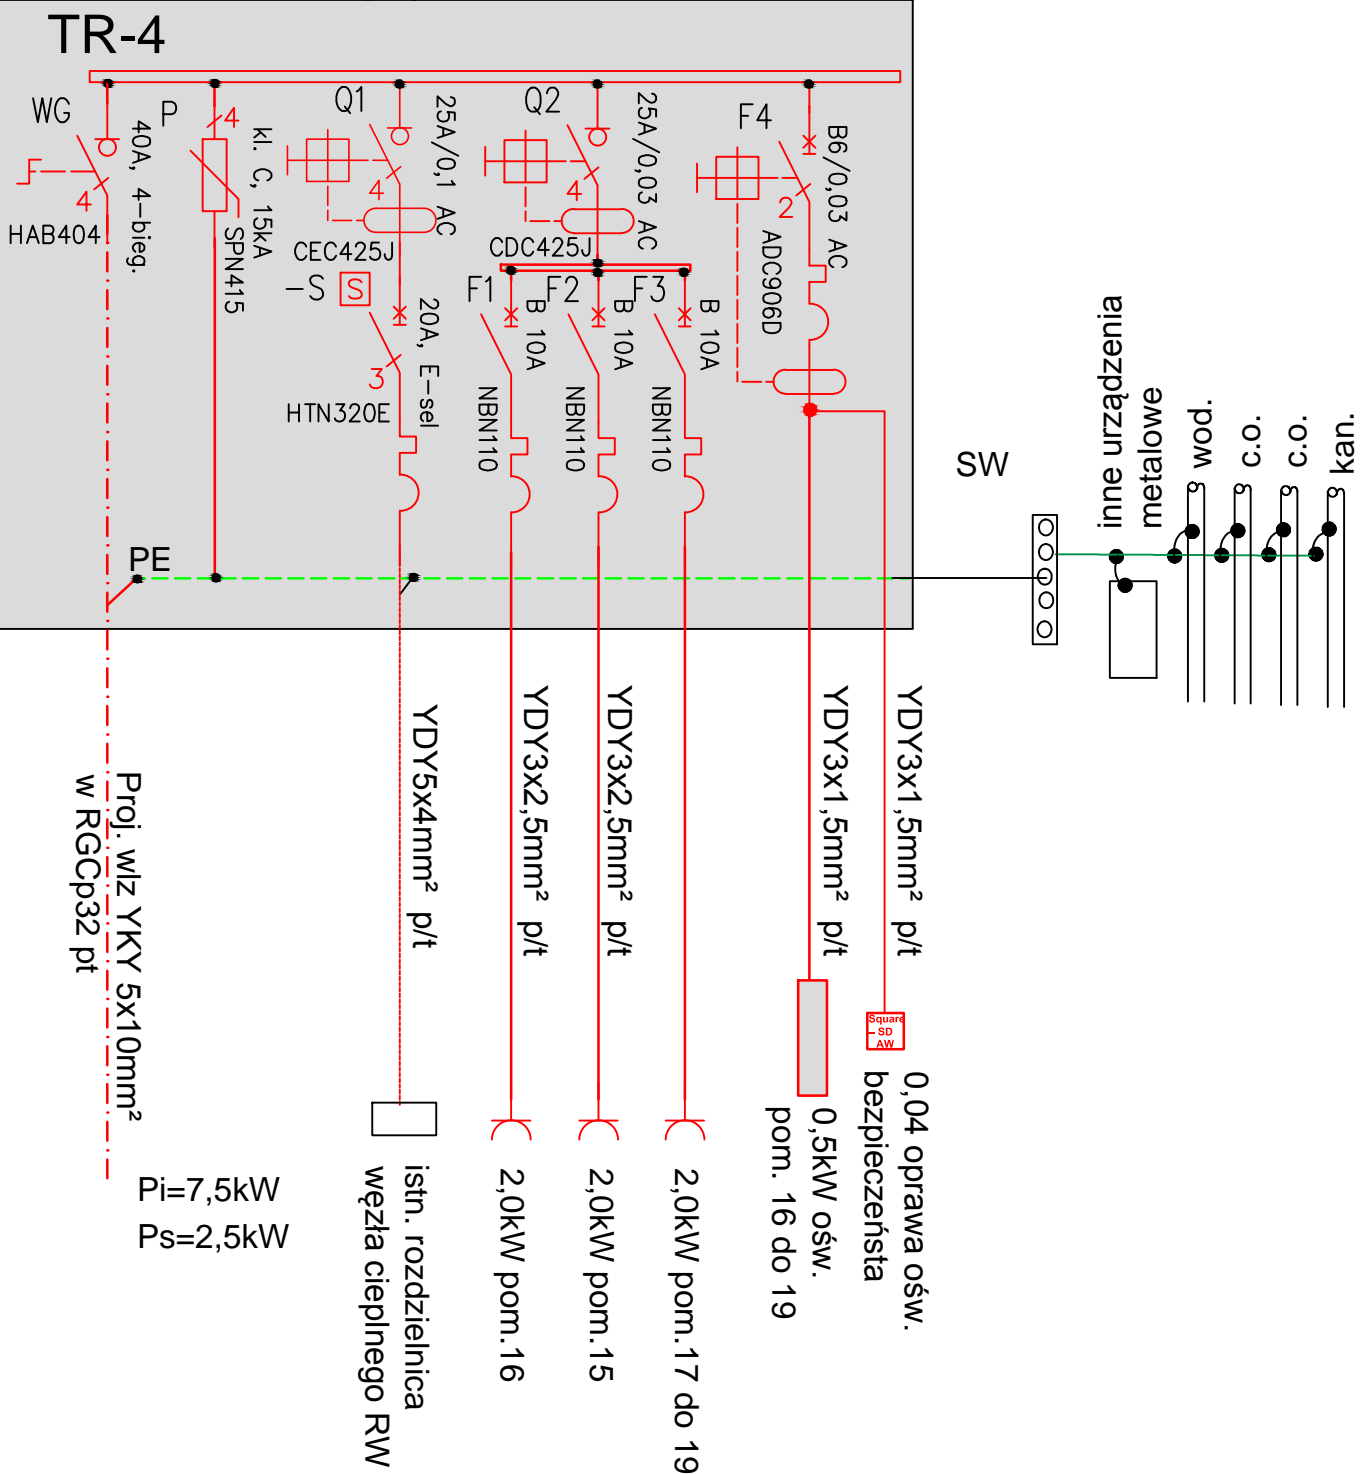 TR-4
WG
40A, 4-bieg.
4
HAB404
P
4
kl. C, 15kA
SPN415
Q1
25A/0,1 AC
4
CEC425J
-S
S
20A, E-sel
3
HTN320E
Q2
25A/0,03 AC
4
CDC425J
F1
B 10A
NBN110
F2
B 10A
NBN110
F3
B 10A
NBN110
F4
B6/0,03 AC
2
ADC906D
PE
SW
inne urządzenia
metalowe
wod.
c.o.
c.o.
kan.
Proj. wlz YKY 5x10mm²
w RGCp32 pt
YDY5x4mm² p/t
YDY3x2,5mm² p/t
YDY3x2,5mm² p/t
YDY3x1,5mm² p/t
YDY3x1,5mm² p/t
Square
SD
AW
Pi=7,5kW
Ps=2,5kW
istn. rozdzielnica
węzła cieplnego RW
2,0kW pom.16
2,0kW pom.15
2,0kW pom.17 do 19
0,5kW ośw.
pom. 16 do 19
0,04 oprawa ośw.
bezpieczeństa